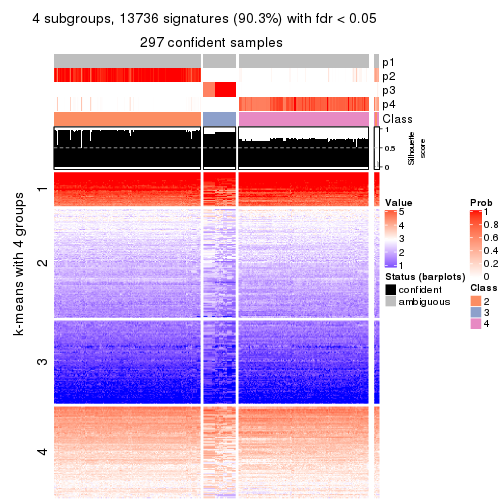 4 subgroups, 13736 signatures (90.3%) with fdr < 0.05
297 confident samples
p1
p2
p3
p4
Class
1
0.5
0
Silhouette
score
k-means with 4 groups
1
2
3
4
Value
5
4
3
2
1
Status (barplots)
confident
ambiguous
Prob
1
0.8
0.6
0.4
0.2
0
Class
2
3
4